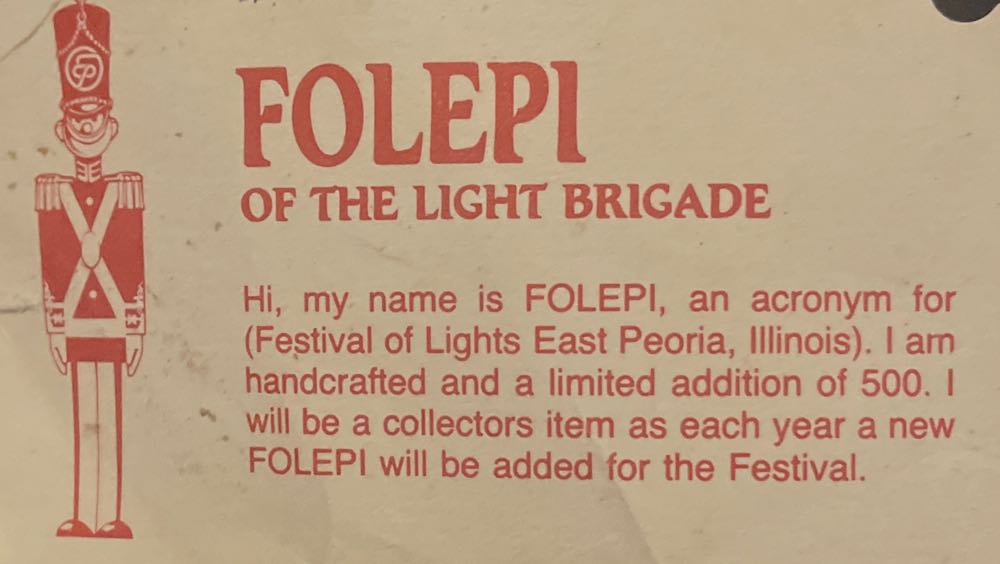 FOLEPI
OF THE LIGHT BRIGADE
Hi, my name is FOLEPI, an acronym for
(Festival of Lights East Peoria, Illinois). I am
handcrafted and a limited addition of 500. I
will be a collectors item as each year a new
FOLEPI will be added for the Festival.